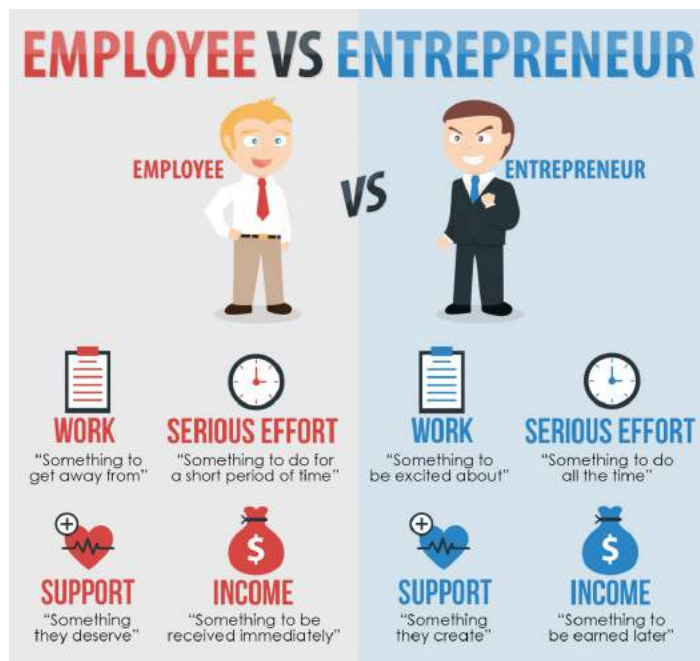 EMPLOYEE VS ENTREPRENEUR
EMPLOYEE
VS
ENTREPRENEUR
WORK
"Something to
get away from"
SERIOUS EFFORT
"Something to do for
a short period of time"
WORK
"Something to
be excited about"
SERIOUS EFFORT
"Something to do
all the time"
SUPPORT
"Something
they deserve"
$
INCOME
"Something to be
received immediately"
SUPPORT
"Something
they create"
$
INCOME
"Something to
be earned later"